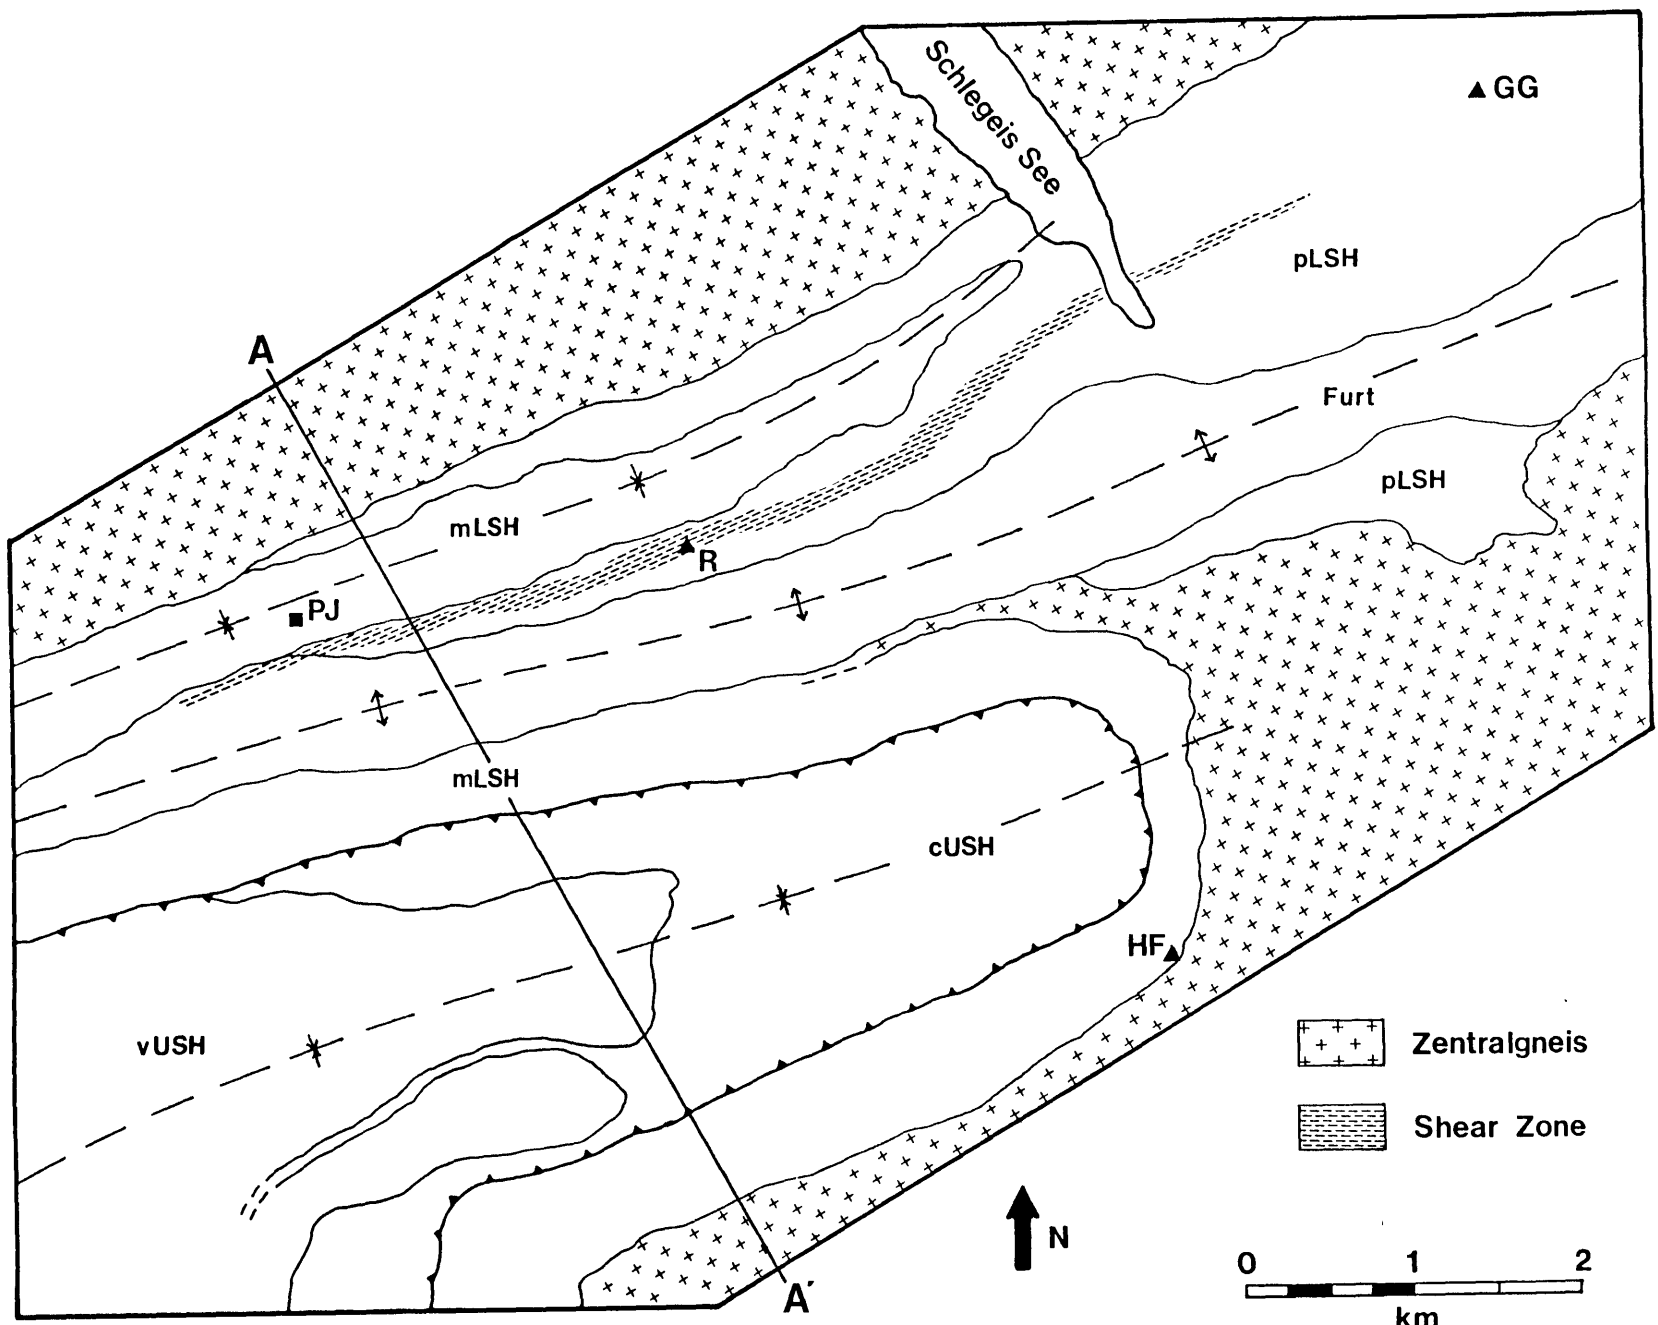 Schlegeis See
GG
pLSH
A
Furt
pLSH
mLSH
R
PJ
mLSH
cUSH
HF
vUSH
Zentralgneis
Shear Zone
N
A'
0 1 2
km